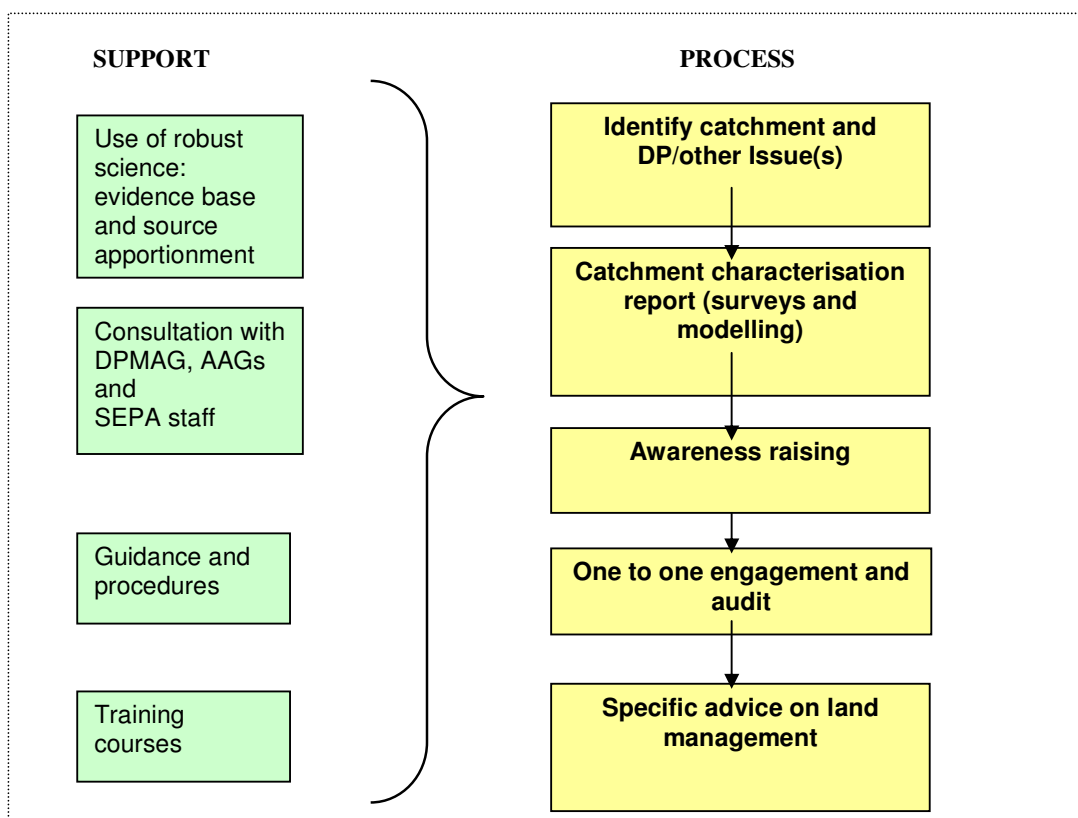 SUPPORT
Use of robust
science:
evidence base
and source
apportionment
Consultation with
DPMAG, AAGs
and
SEPA staff
Guidance and
procedures
Training
courses
PROCESS
Identify catchment and
DP/other Issue(s)
Catchment characterisation
report (surveys and
modelling)
Awareness raising
One to one engagement and
audit
Specific advice on land
management